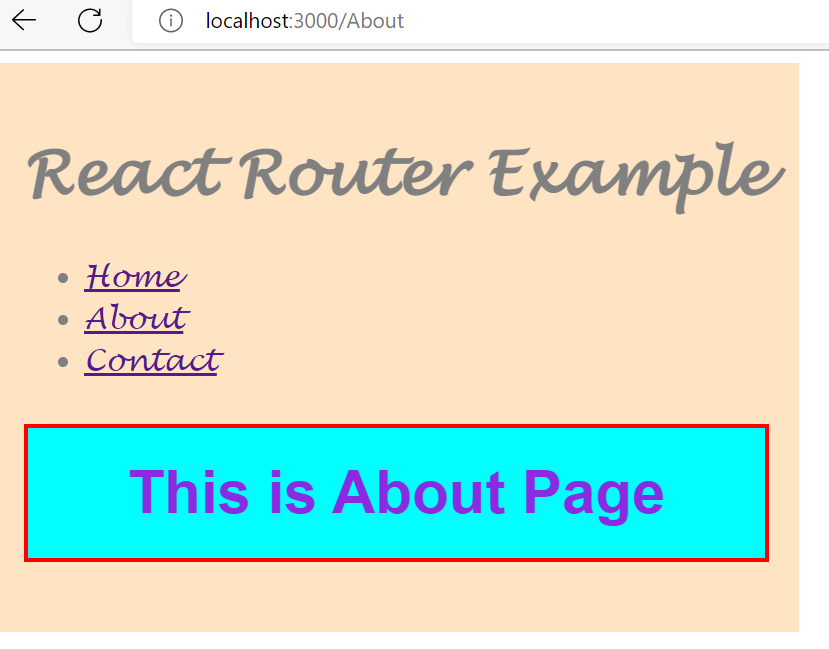 localhost:3000/About
React Router Example
Home
About
Contact
This is About Page